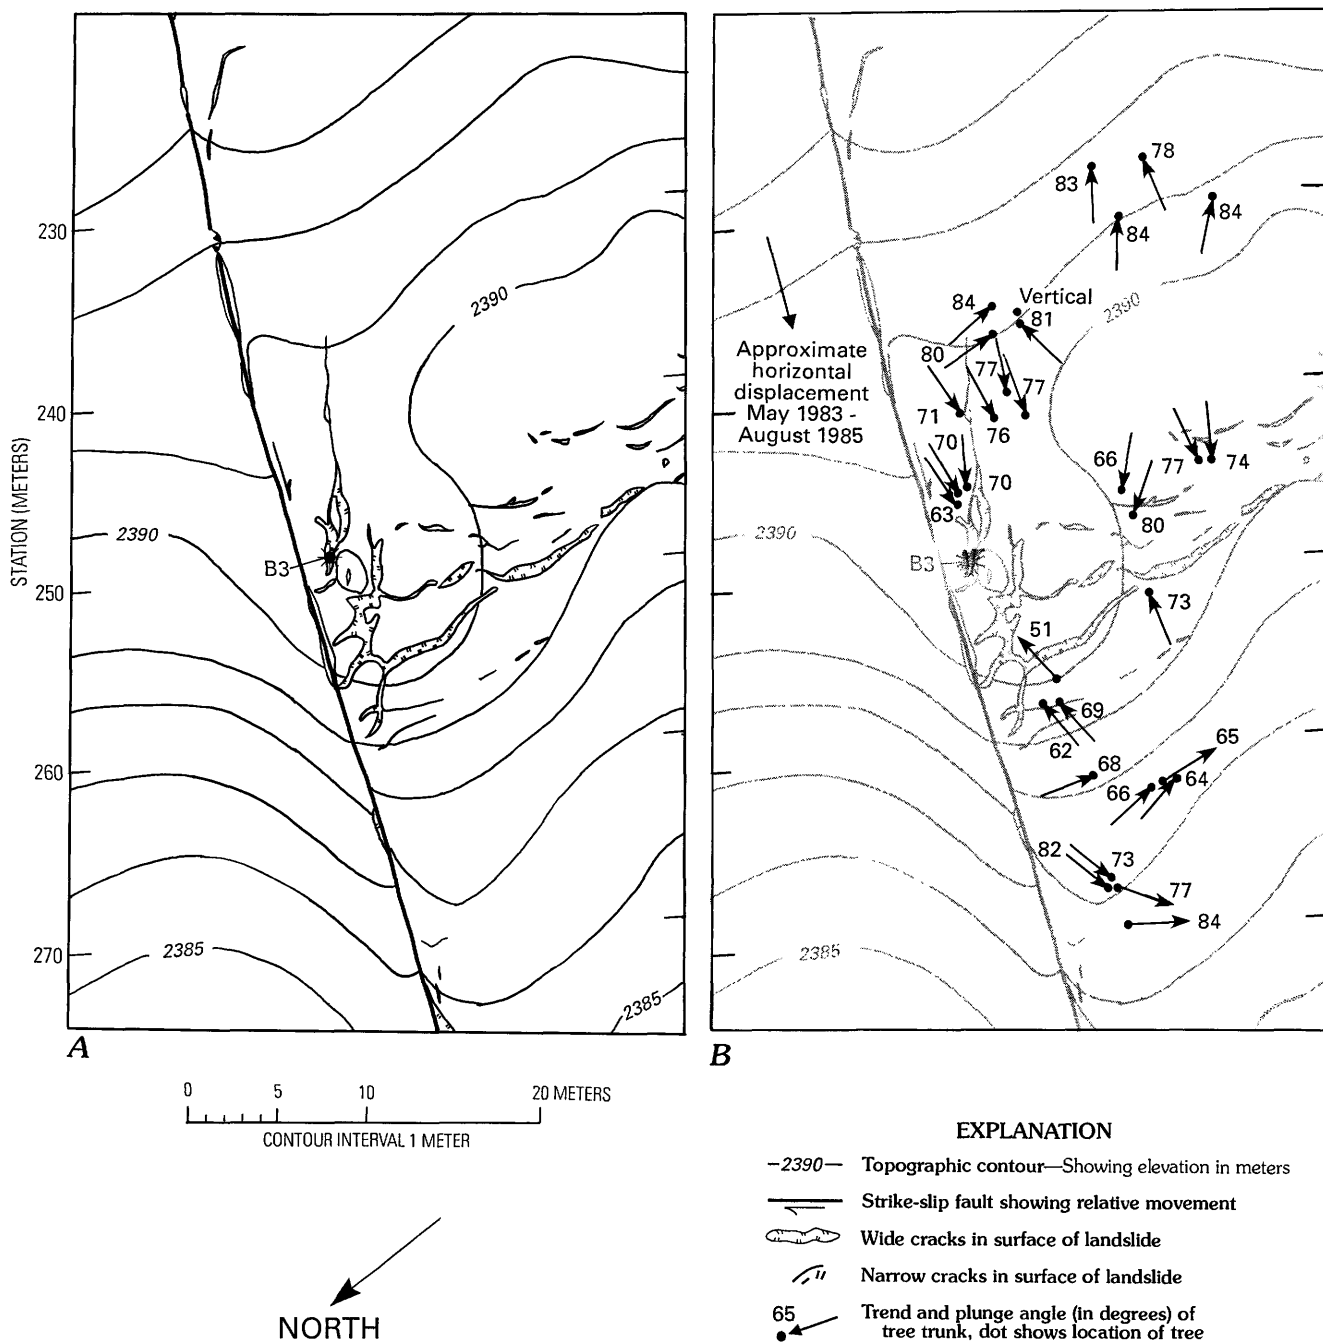 STATION (METERS)
230
240
250
260
270
2390
2390
B3
2385
2385
A
83
78
84
84
84
Vertical
81
2390
80
77
77
Approximate
horizontal
displacement
May 1983 -
August 1985
71
76
70
70
63
66
77
74
80
2390
B3
73
51
69
62
65
68
66
64
82
73
77
84
2385
B
0 5 10 20 METERS
CONTOUR INTERVAL 1 METER
NORTH
EXPLANATION
—2390— Topographic contour—Showing elevation in meters
Strike-slip fault showing relative movement
Wide cracks in surface of landslide
Narrow cracks in surface of landslide
65 Trend and plunge angle (in degrees) of
tree trunk, dot shows location of tree